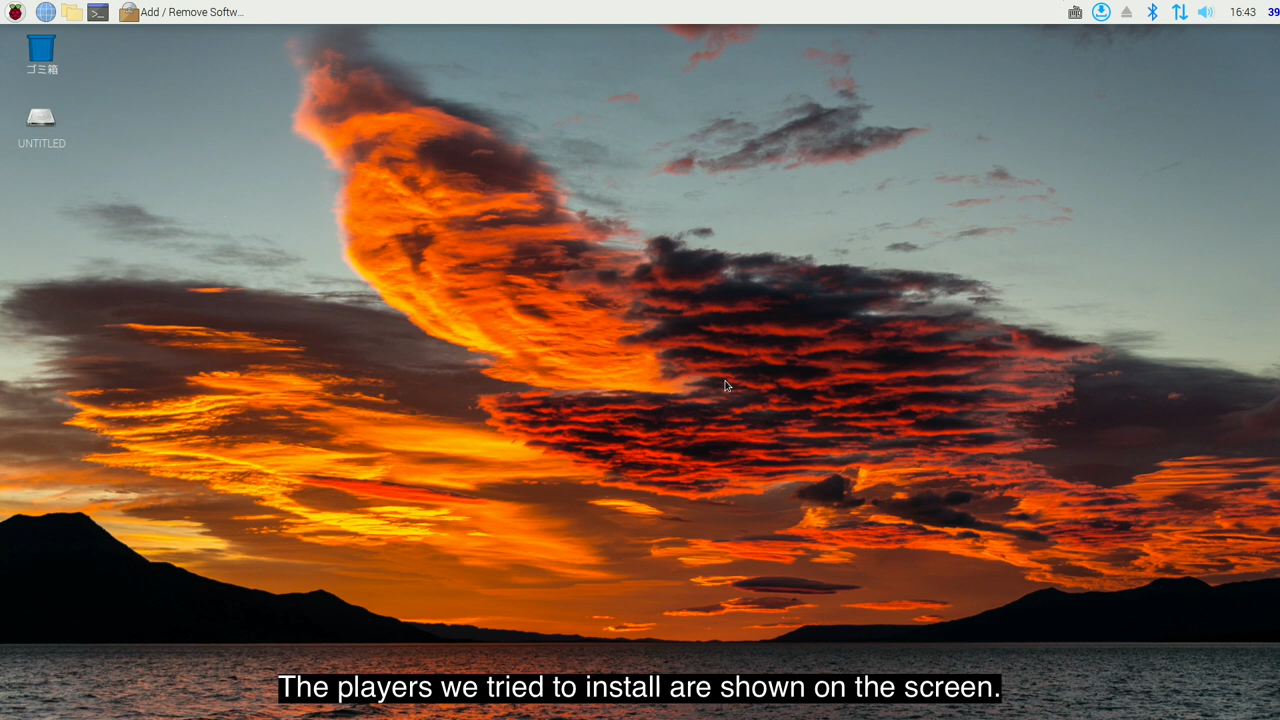 Add / Remove Softw...
16:43
39
ゴミ箱
UNTITLED
The players we tried to install are shown on the screen.